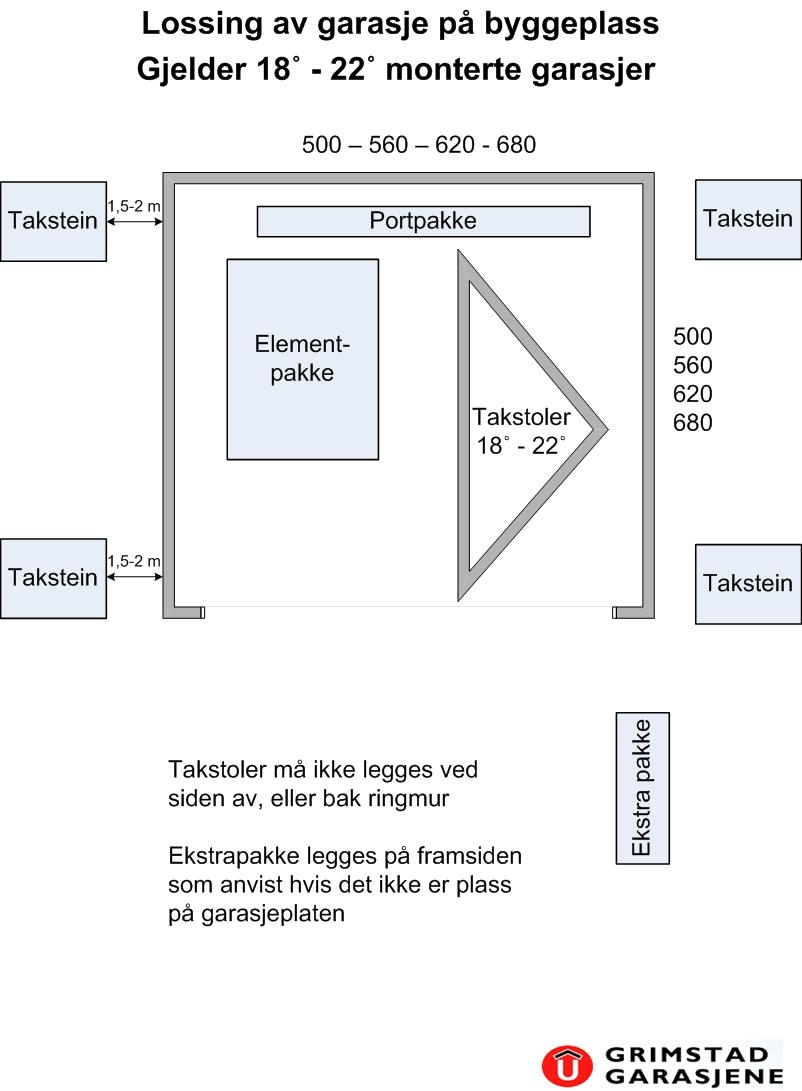 Lossing av garasje på byggeplass
Gjelder 18˚ - 22˚ monterte garasjer
500 – 560 – 620 - 680
Takstein
1,5-2 m
Portpakke
Takstein
Element-
pakke
500
560
620
680
Takstoler
18˚ - 22˚
Takstein
1,5-2 m
Takstein
Ekstra pakke
Takstoler må ikke legges ved
siden av, eller bak ringmur
Ekstrapakke legges på framsiden
som anvist hvis det ikke er plass
på garasjeplaten
GRIMSTAD
GARASJENE